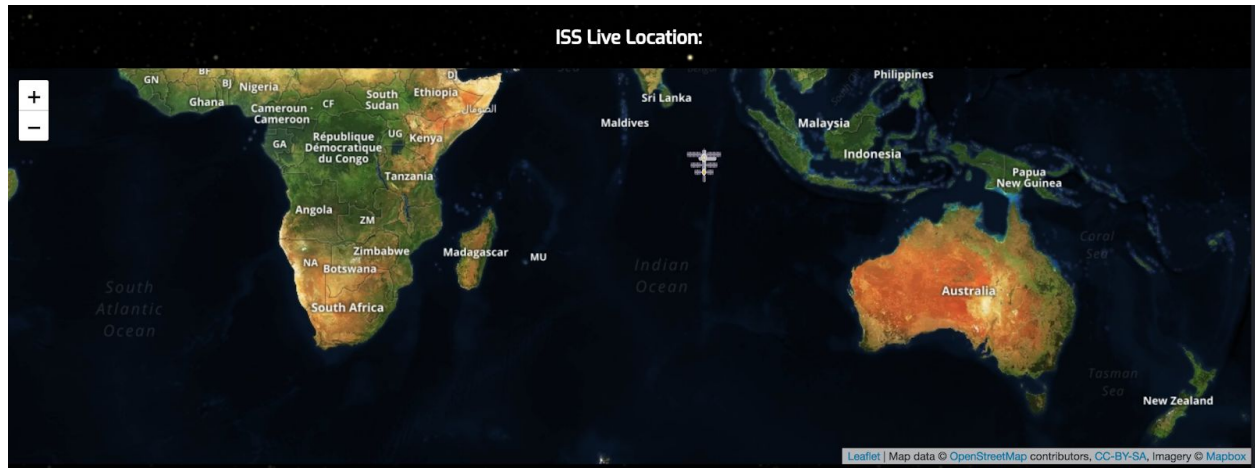 ISS Live Location:
+
−
GN
BF
BJ
Nigeria
Ghana
Cameroun -
Cameroon
CF
South
Sudan
DJ
Ethiopia
الصومال
GA
République
Démocratique
du Congo
UG
Kenya
Tanzania
Angola
ZM
Zimbabwe
NA
Botswana
South Africa
Madagascar
MU
South
Atlantic
Ocean
Sri Lanka
Maldives
Indian
Ocean
Philippines
Malaysia
Indonesia
Papua
New Guinea
Coral
Sea
Australia
Tasman
Sea
New Zealand
Leaflet | Map data © OpenStreetMap contributors, CC-BY-SA, Imagery © Mapbox